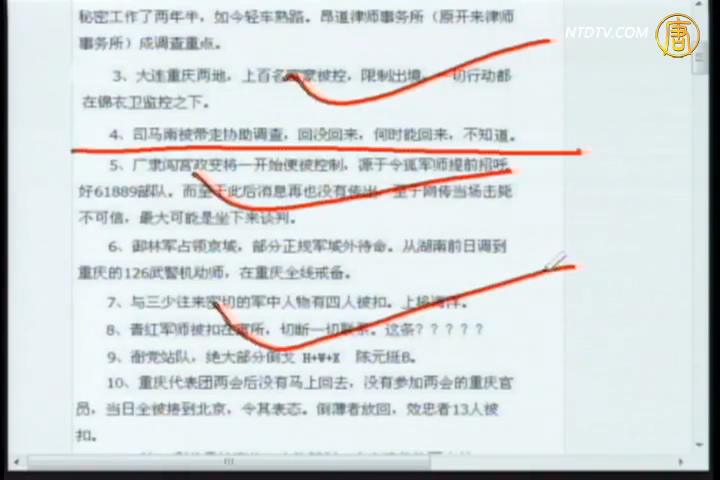 秘密工作了两年半，如今轻车熟路。昂道律师事务所（原开来律师
NTDTV.COM
唐
事务所）成调查重点。
3、大连重庆两地，上百名 家被控，限制出境。一切行动都
在锦衣卫监控之下。
4、司马南被带走协助调查，回没回来，何时能回来，不知道。
5、广隶闯宫政变将一开始便被控制，源于令狐军师提前招呼
好61889部队。而至于此后消息再也没有传出。至于网传当场击毙
不可信，最大可能是坐下来谈判。
6、御林军占领京城，部分正规军城外待命。从湖南前日调到
重庆的126武警机动师，在重庆全线戒备。
7、与三少往来密切的军中人物有四人被扣。上 海洋。
8、青红军师被扣在 所，切断一切联系。这条？？？？？
9、衙党站队，绝大部分倒戈 H+W+X 陈元挺B。
10、重庆代表团两会后没有马上回去，没有参加两会的重庆官
员，当日全被接到北京，令其表态。倒薄者放回，效忠者13人被
扣。